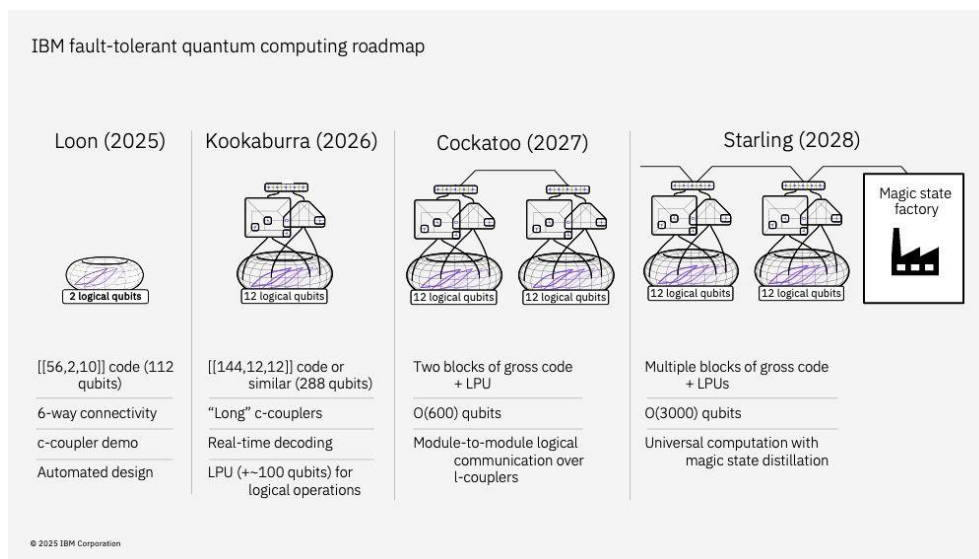 IBM fault-tolerant quantum computing roadmap
Loon (2025)
2 logical qubits
[[56,2,10]] code (112
qubits)
6-way connectivity
c-coupler demo
Automated design
Kookaburra (2026)
12 logical qubits
[[144,12,12]] code or
similar (288 qubits)
“Long” c-couplers
Real-time decoding
LPU (+~100 qubits) for
logical operations
Cockatoo (2027)
12 logical qubits
12 logical qubits
Two blocks of gross code
+ LPU
O(600) qubits
Module-to-module logical
communication over
l-couplers
Starling (2028)
12 logical qubits
12 logical qubits
Magic state
factory
Multiple blocks of gross code
+ LPUs
O(3000) qubits
Universal computation with
magic state distillation
© 2025 IBM Corporation